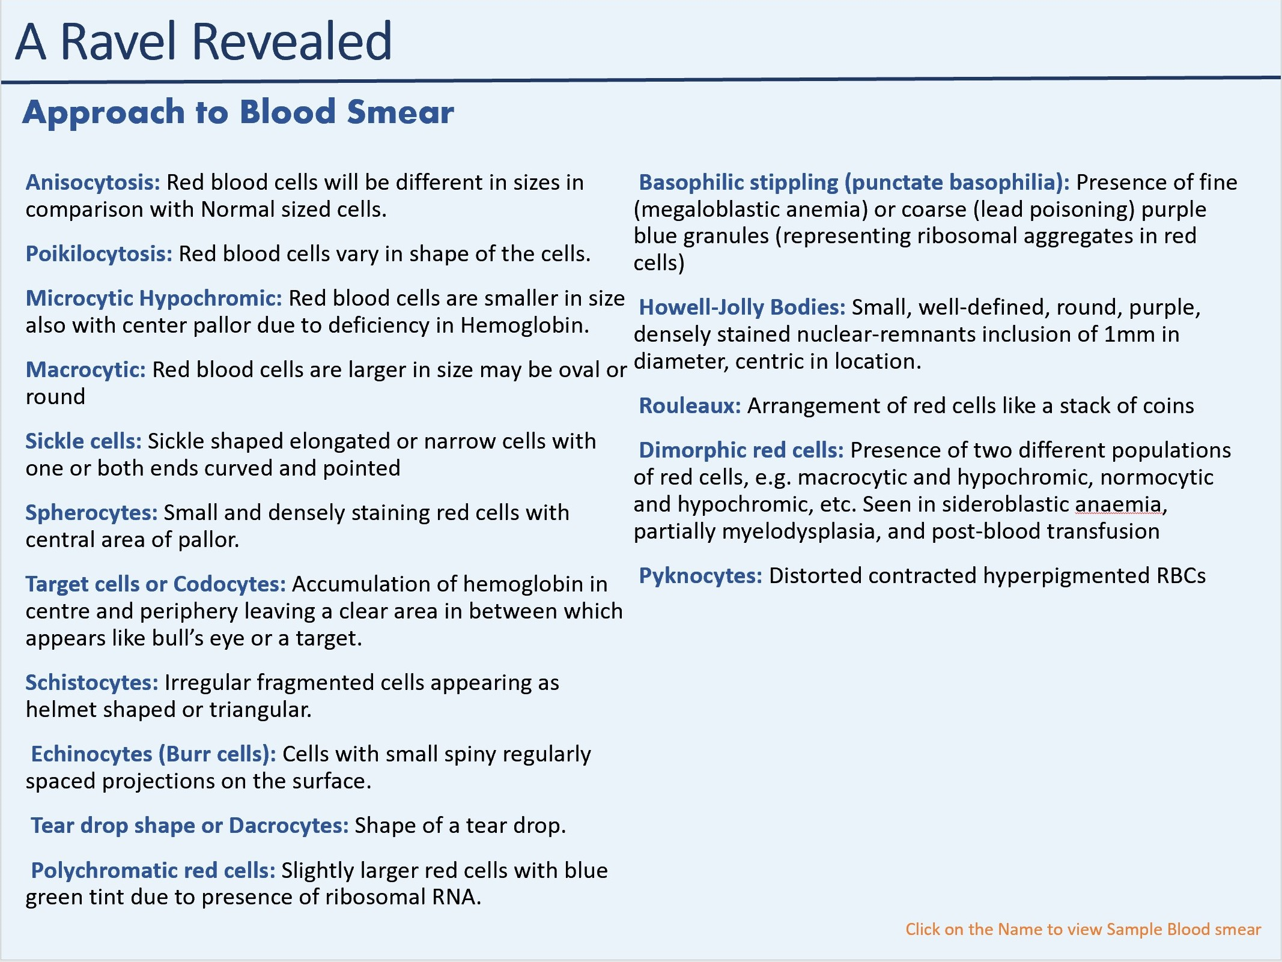 A Ravel Revealed
Approach to Blood Smear
Anisocytosis: Red blood cells will be different in sizes in
comparison with Normal sized cells.
Poikilocytosis: Red blood cells vary in shape of the cells.
Microcytic Hypochromic: Red blood cells are smaller in size
also with center pallor due to deficiency in Hemoglobin.
Macrocytic: Red blood cells are larger in size may be oval or
round
Sickle cells: Sickle shaped elongated or narrow cells with
one or both ends curved and pointed
Spherocytes: Small and densely staining red cells with
central area of pallor.
Target cells or Codocytes: Accumulation of hemoglobin in
centre and periphery leaving a clear area in between which
appears like bull’s eye or a target.
Schistocytes: Irregular fragmented cells appearing as
helmet shaped or triangular.
Echinocytes (Burr cells): Cells with small spiny regularly
spaced projections on the surface.
Tear drop shape or Dacrocytes: Shape of a tear drop.
Polychromatic red cells: Slightly larger red cells with blue
green tint due to presence of ribosomal RNA.
Basophilic stippling (punctate basophilia): Presence of fine
(megaloblastic anemia) or coarse (lead poisoning) purple
blue granules (representing ribosomal aggregates in red
cells)
Howell-Jolly Bodies: Small, well-defined, round, purple,
densely stained nuclear-remnants inclusion of 1mm in
diameter, centric in location.
Rouleaux: Arrangement of red cells like a stack of coins
Dimorphic red cells: Presence of two different populations
of red cells, e.g. macrocytic and hypochromic, normocytic
and hypochromic, etc. Seen in sideroblastic anaemia,
partially myelodysplasia, and post-blood transfusion
Pyknocytes: Distorted contracted hyperpigmented RBCs
Click on the Name to view Sample Blood smear